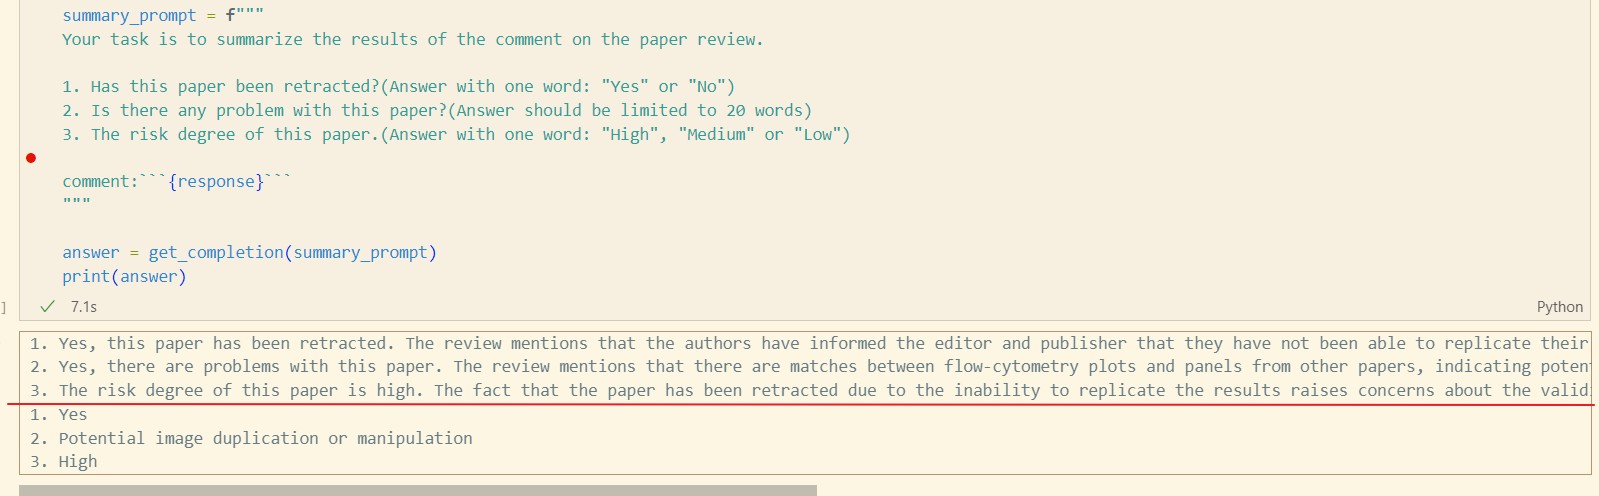 summary_prompt = f"""
Your task is to summarize the results of the comment on the paper review.
1. Has this paper been retracted?(Answer with one word: "Yes" or "No")
2. Is there any problem with this paper?(Answer should be limited to 20 words)
3. The risk degree of this paper.(Answer with one word: "High", "Medium" or "Low")
comment:```{response}```
"""
answer = get_completion(summary_prompt)
print(answer)
] 7.1s Python
1. Yes, this paper has been retracted. The review mentions that the authors have informed the editor and publisher that they have not been able to replicate their
2. Yes, there are problems with this paper. The review mentions that there are matches between flow-cytometry plots and panels from other papers, indicating poten
3. The risk degree of this paper is high. The fact that the paper has been retracted due to the inability to replicate the results raises concerns about the valid
1. Yes
2. Potential image duplication or manipulation
3. High